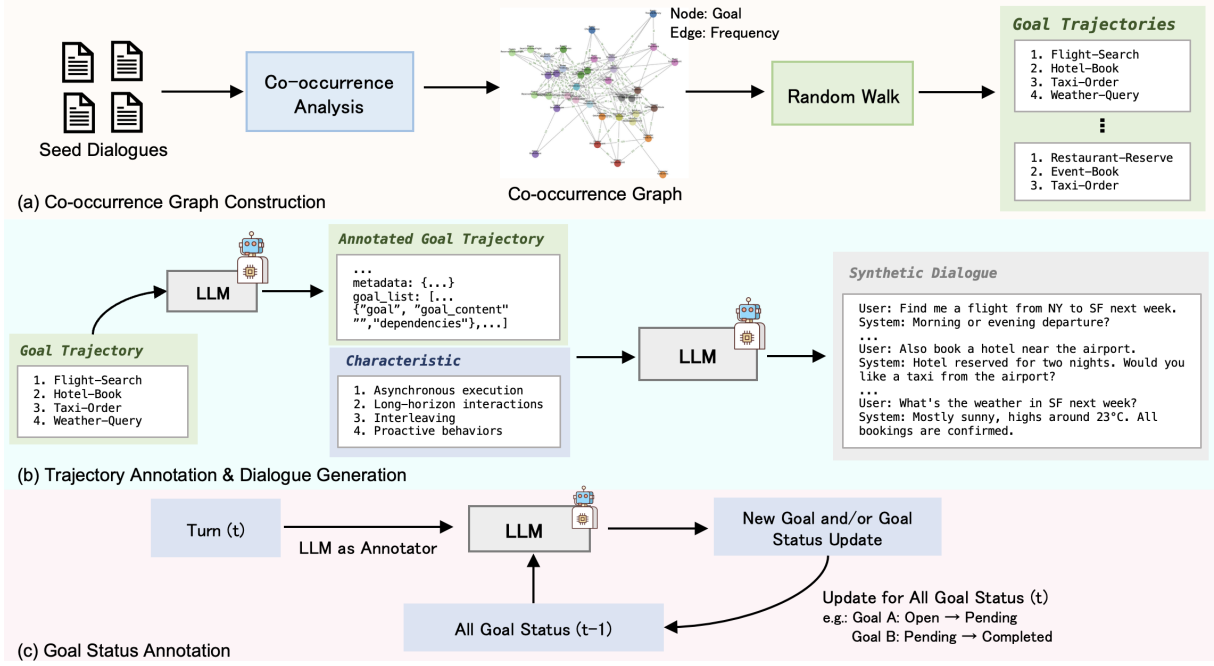 Seed Dialogues
Co-occurrence
Analysis
Node: Goal
Edge: Frequency
Co-occurrence Graph
Random Walk
Goal Trajectories
1. Flight-Search
2. Hotel-Book
3. Taxi-Order
4. Weather-Query
1. Restaurant-Reserve
2. Event-Book
3. Taxi-Order
(a) Co-occurrence Graph Construction
Goal Trajectory
1. Flight-Search
2. Hotel-Book
3. Taxi-Order
4. Weather-Query
LLM
Annotated Goal Trajectory
...
metadata: {...}
goal_list: [...
{"goal", "goal_content"
"","dependencies"},...]
Characteristic
1. Asynchronous execution
2. Long-horizon interactions
3. Interleaving
4. Proactive behaviors
LLM
Synthetic Dialogue
User: Find me a flight from NY to SF next week.
System: Morning or evening departure?
...
User: Also book a hotel near the airport.
System: Hotel reserved for two nights. Would you
like a taxi from the airport?
...
User: What's the weather in SF next week?
System: Mostly sunny, highs around 23°C. All
bookings are confirmed.
(b) Trajectory Annotation & Dialogue Generation
Turn (t)
LLM as Annotator
LLM
New Goal and/or Goal
Status Update
All Goal Status (t-1)
Update for All Goal Status (t)
e.g.: Goal A: Open → Pending
Goal B: Pending → Completed
(c) Goal Status Annotation